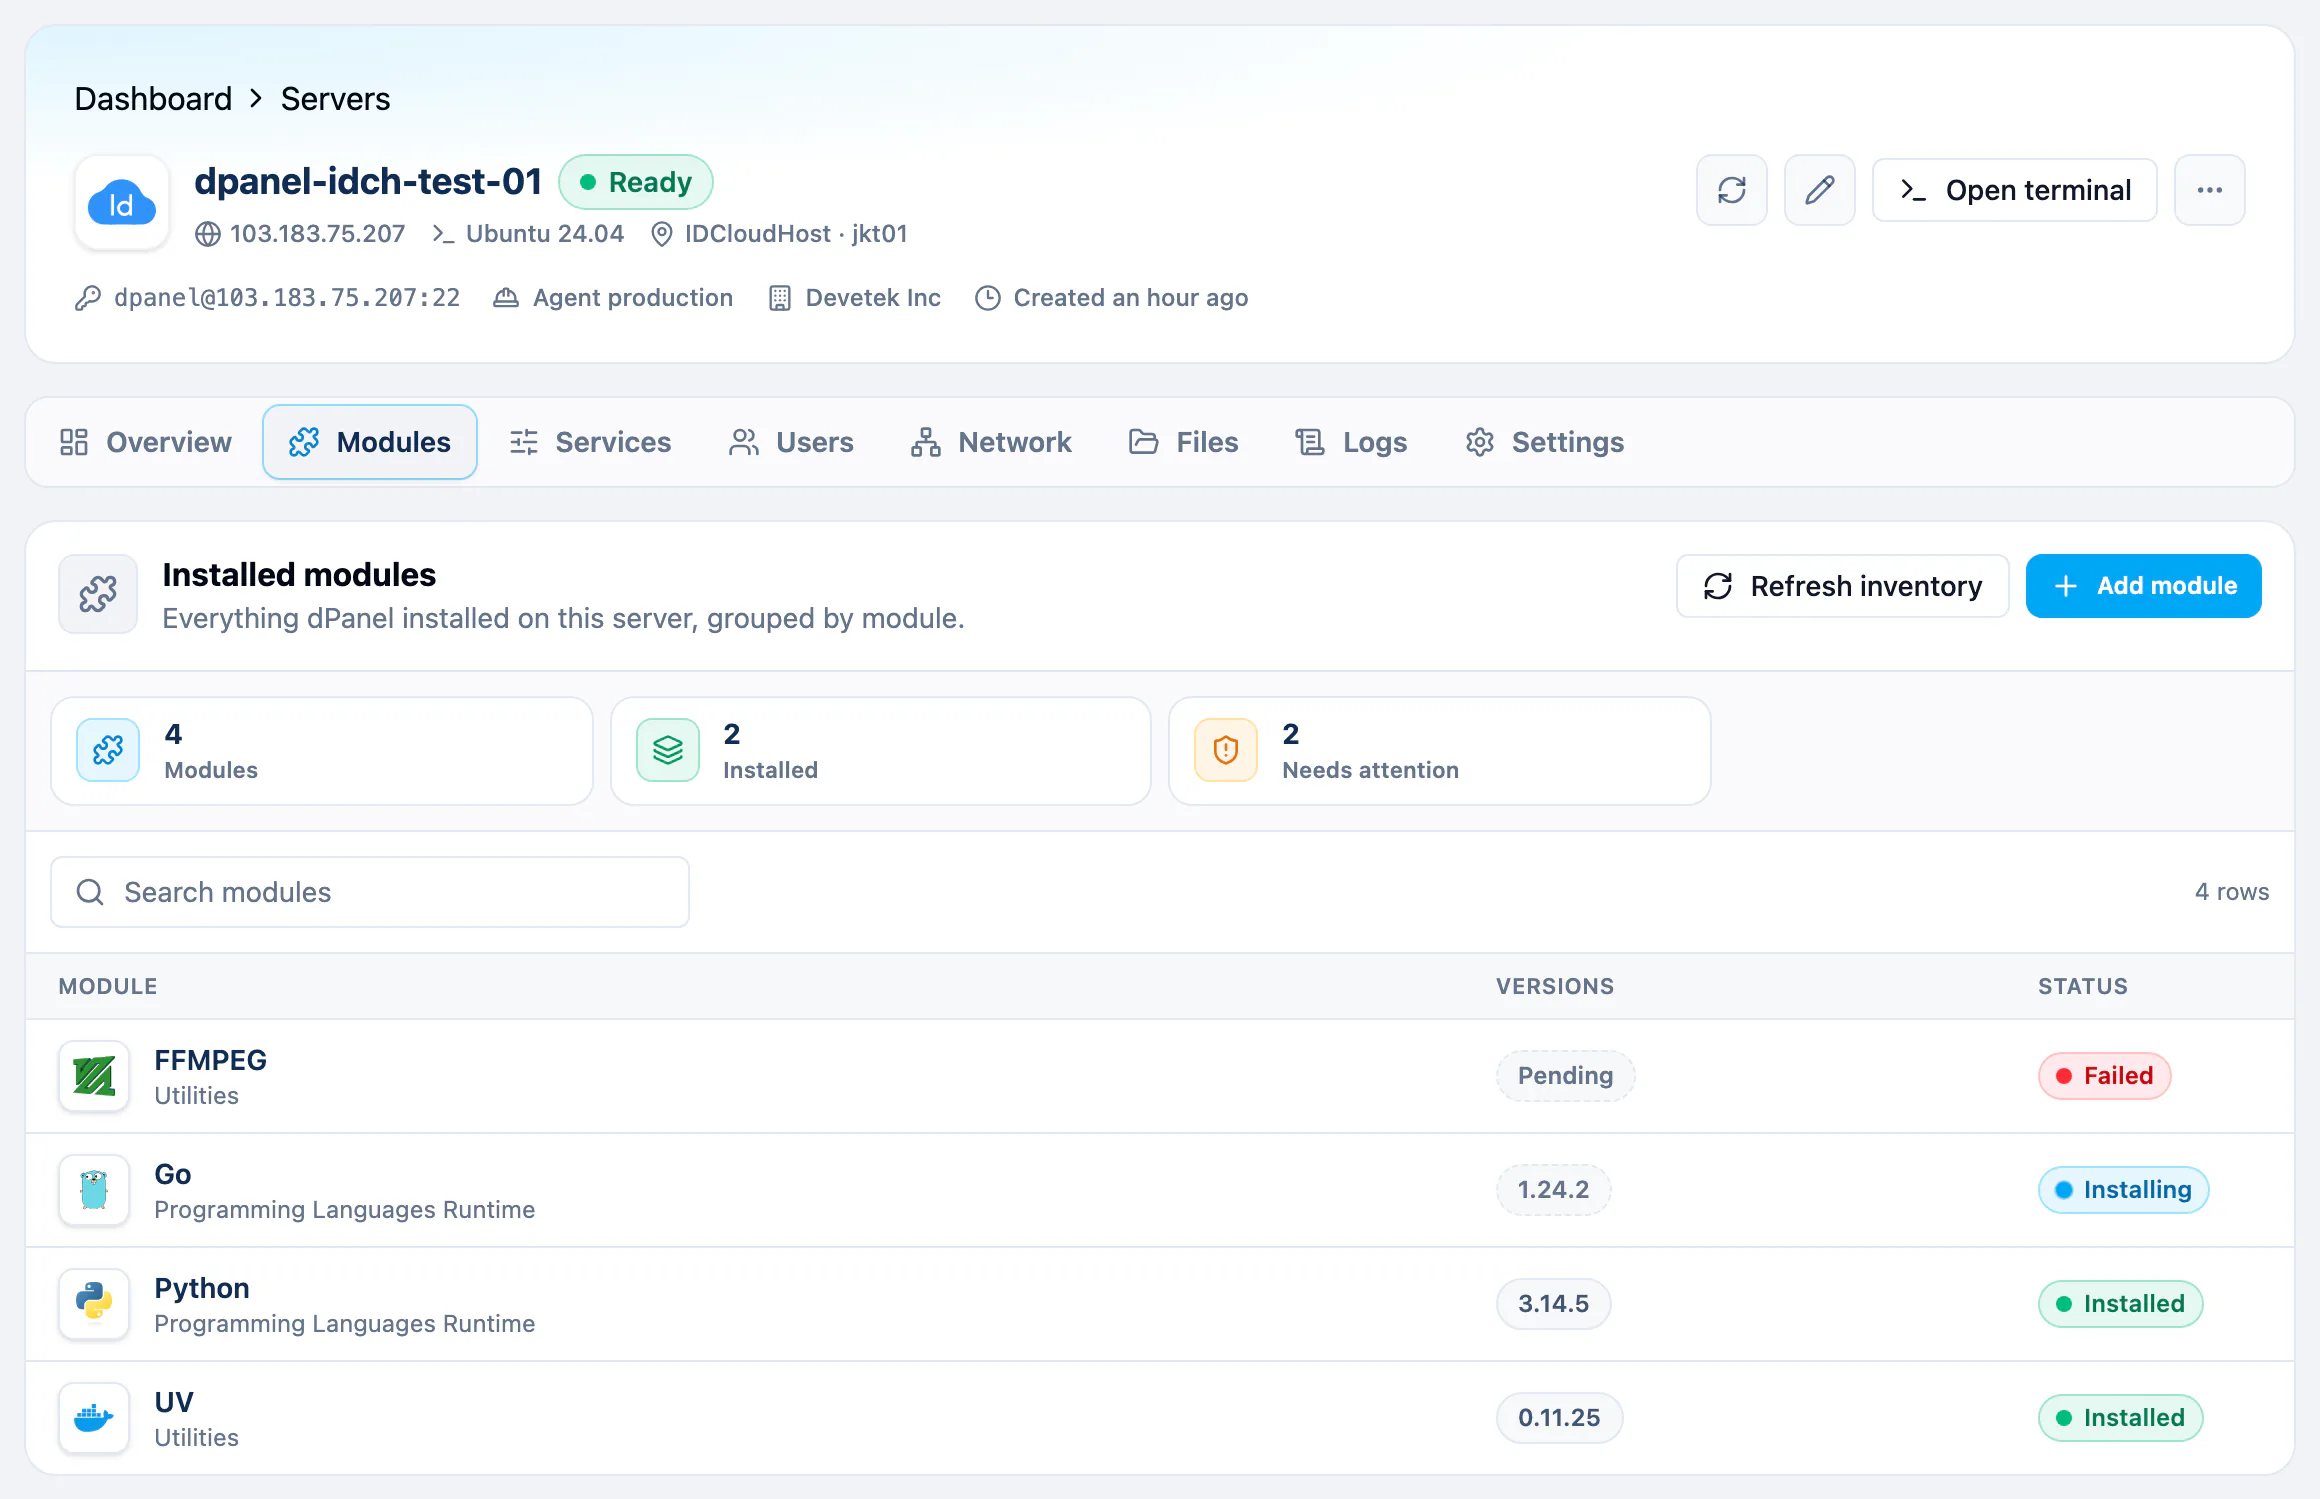 Dashboard > Servers
Id
dpanel-idch-test-01 Ready
103.183.75.207 >_ Ubuntu 24.04 IDCloudHost · jkt01
>_ Open terminal ...
dpanel@103.183.75.207:22 Agent production Devetek Inc Created an hour ago
Overview Modules Services Users Network Files Logs Settings
Installed modules
Everything dPanel installed on this server, grouped by module.
Refresh inventory + Add module
4
Modules
2
Installed
2
Needs attention
Search modules 4 rows
MODULE VERSIONS STATUS
FFMPEG
Utilities
Pending Failed
Go
Programming Languages Runtime
1.24.2 Installing
Python
Programming Languages Runtime
3.14.5 Installed
UV
Utilities
0.11.25 Installed